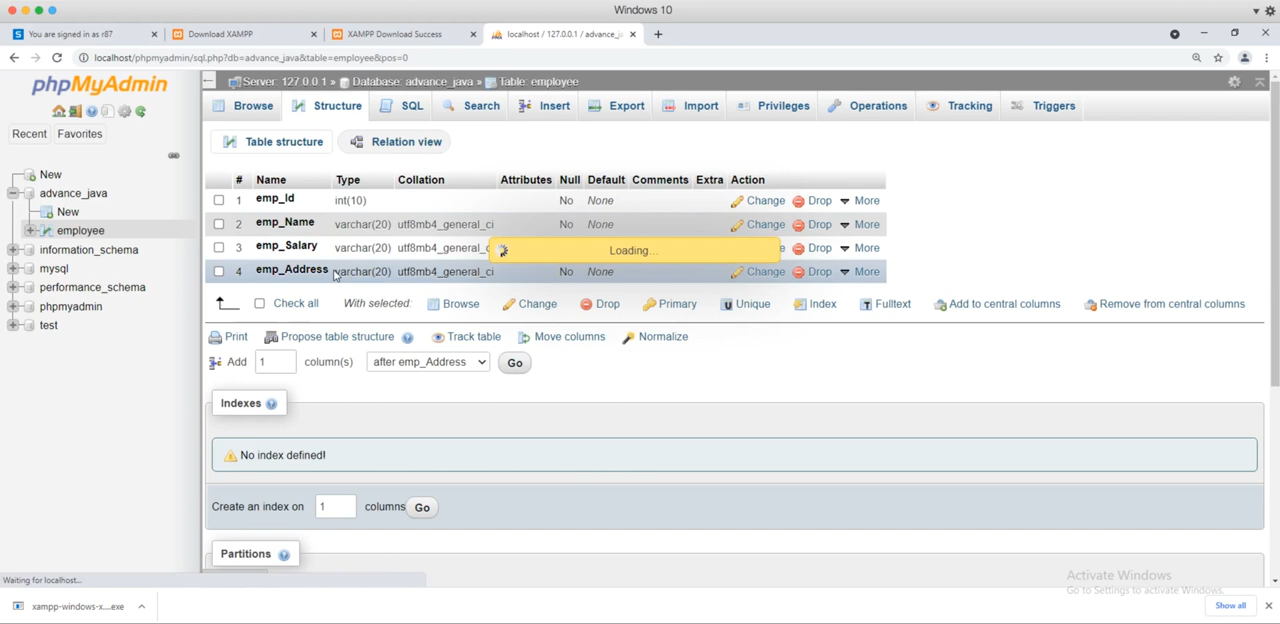 Windows 10
You are signed in as r87
Download XAMPP
XAMPP Download Success
localhost / 127.0.0.1 / advance_j
localhost/phpmyadmin/sql.php?db=advance_java&table=employee&pos=0
phpMyAdmin
Server: 127.0.0.1 » Database: advance_java » Table: employee
Browse Structure SQL Search Insert Export Import Privileges Operations Tracking Triggers
Recent Favorites
Table structure Relation view
New
advance_java
New
employee
information_schema
mysql
performance_schema
phpmyadmin
test
# Name Type Collation Attributes Null Default Comments Extra Action
1 emp_Id int(10) No None Change Drop More
2 emp_Name varchar(20) utf8mb4_general_ci No None Change Drop More
3 emp_Salary varchar(20) utf8mb4_general_c Drop More
Loading…
4 emp_Address varchar(20) utf8mb4_general_ci No None Change Drop More
Check all With selected: Browse Change Drop Primary Unique Index Fulltext Add to central columns Remove from central columns
Print Propose table structure Track table Move columns Normalize
Add 1 column(s) after emp_Address Go
Indexes
No index defined!
Create an index on 1 columns Go
Partitions
Waiting for localhost...
Activate Windows
Go to Settings to activate Windows.
xampp-windows-x....exe
Show all